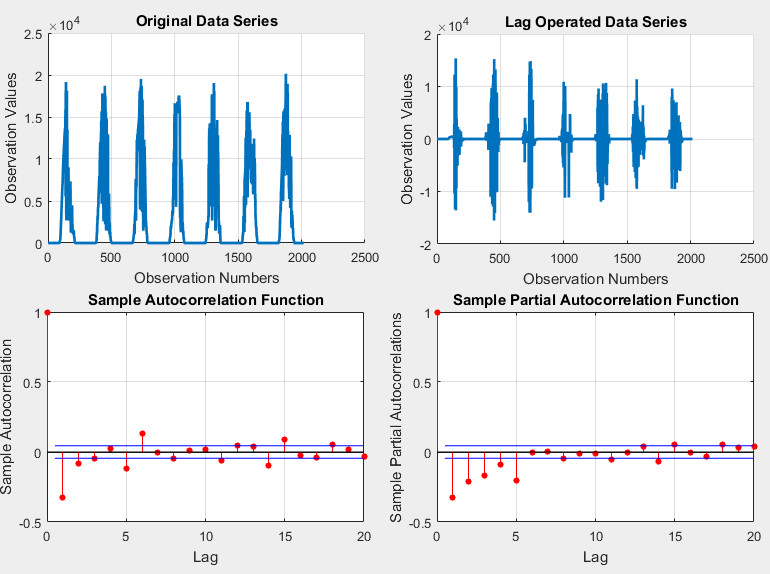 Original Data Series
×10⁴
2.5
2
1.5
1
0.5
0
0 500 1000 1500 2000 2500
Observation Values
Observation Numbers
Lag Operated Data Series
×10⁴
2
1
0
-1
-2
0 500 1000 1500 2000 2500
Observation Values
Observation Numbers
Sample Autocorrelation Function
1
0.5
0
-0.5
0 5 10 15 20
Sample Autocorrelation
Lag
Sample Partial Autocorrelation Function
1
0.5
0
-0.5
0 5 10 15 20
Sample Partial Autocorrelations
Lag